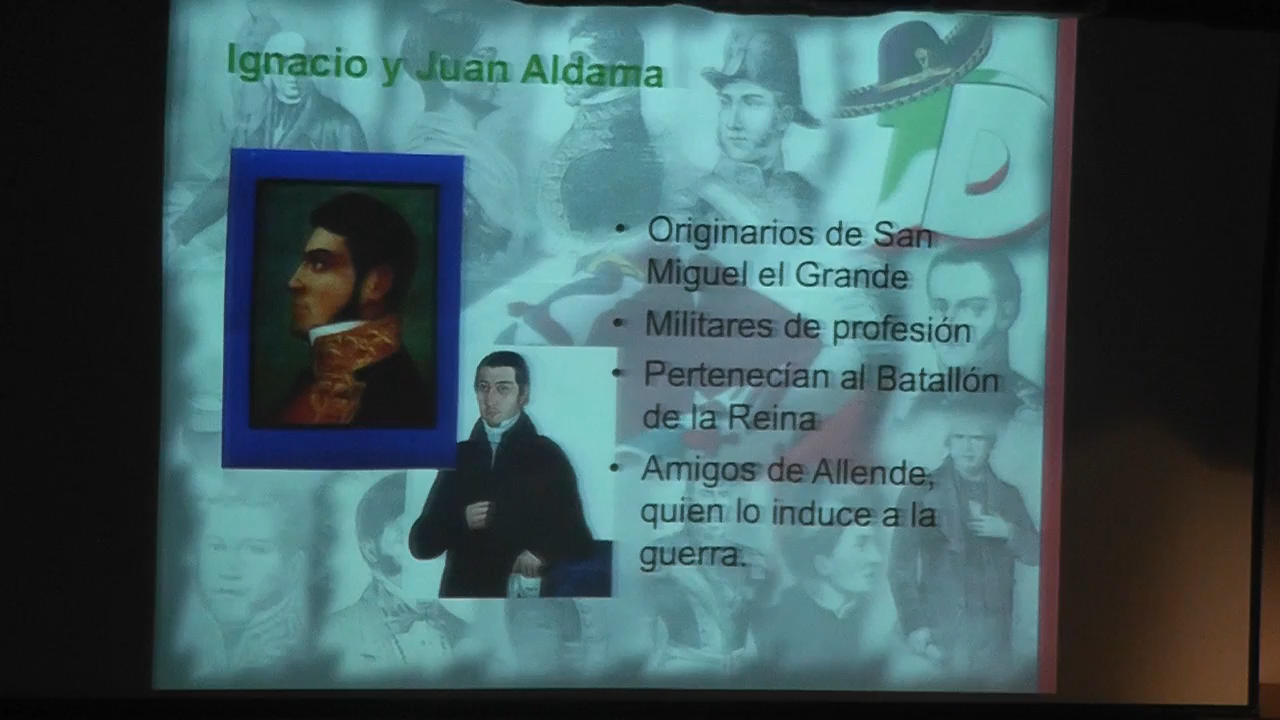 Ignacio y Juan Aldama
• Originarios de San
Miguel el Grande
• Militares de profesión
• Pertenecían al Batallón
de la Reina
• Amigos de Allende,
quien lo induce a la
guerra.